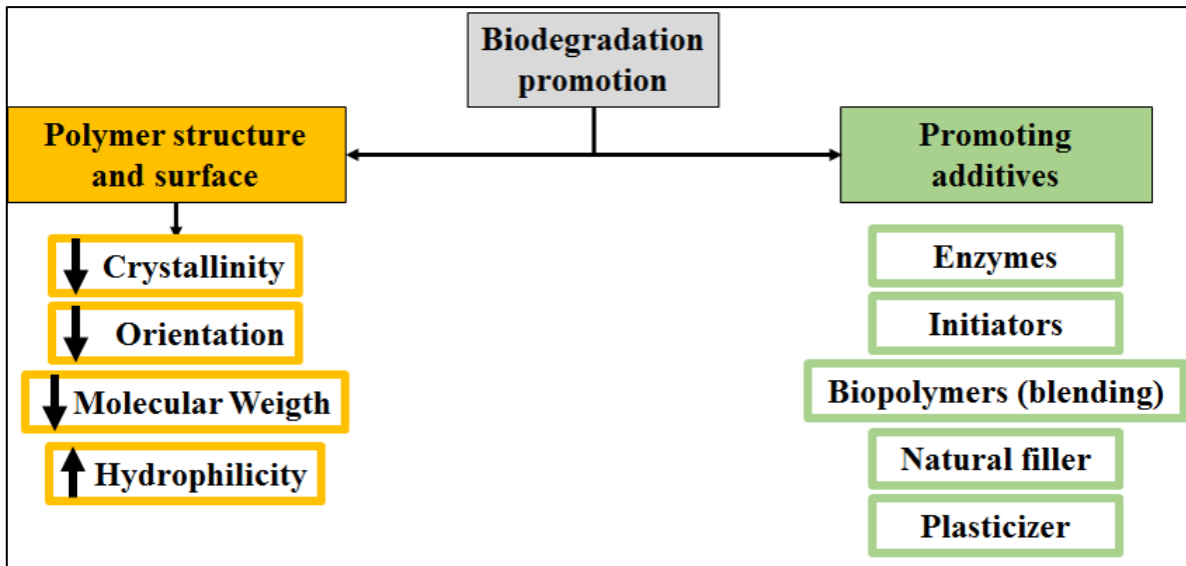 Biodegradation
promotion
Polymer structure
and surface
Crystallinity
Orientation
Molecular Weigth
Hydrophilicity
Promoting
additives
Enzymes
Initiators
Biopolymers (blending)
Natural filler
Plasticizer